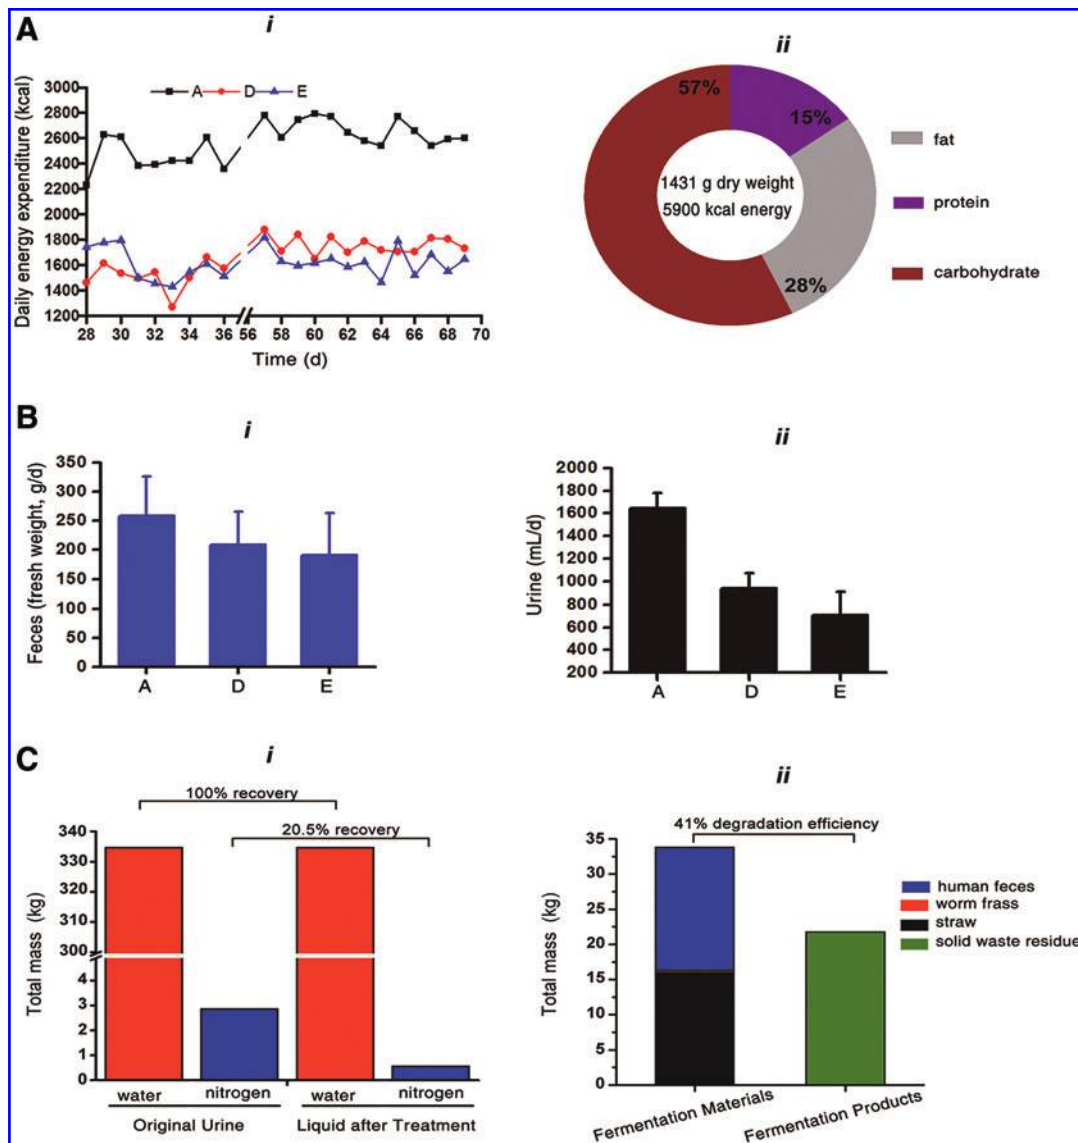 A
i
Daily energy expenditure (kcal)
3000
2800
2600
2400
2200
2000
1800
1600
1400
1200
A D E
28 30 32 34 36 56 58 60 62 64 66 68 70
Time (d)
ii
57%
15%
28%
1431 g dry weight
5900 kcal energy
fat
protein
carbohydrate
B
i
Feces (fresh weight, g/d)
350
300
250
200
150
100
50
0
A D E
ii
Urine (mL/d)
2000
1800
1600
1400
1200
1000
800
600
400
200
A D E
C
i
100% recovery
20.5% recovery
Total mass (kg)
340
330
320
310
300
4
3
2
1
0
water nitrogen water nitrogen
Original Urine Liquid after Treatment
ii
41% degradation efficiency
Total mass (kg)
35
30
25
20
15
10
5
0
Fermentation Materials
Fermentation Products
human feces
worm frass
straw
solid waste residue